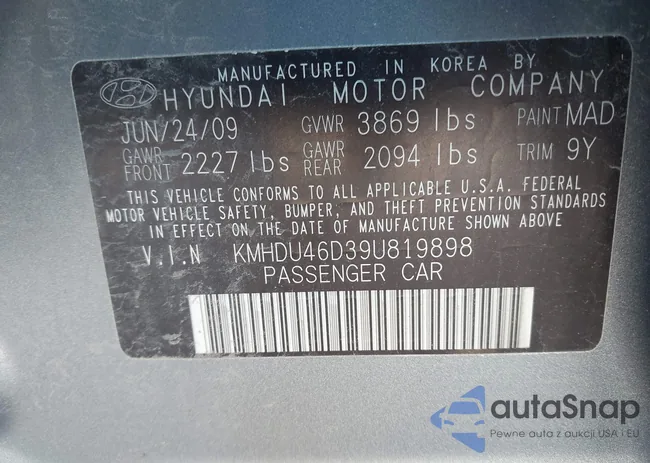 MANUFACTURED IN KOREA BY
HYUNDAI MOTOR COMPANY
JUN/24/09 GVWR 3869 lbs PAINT MAD
GAWR FRONT 2227 lbs GAWR REAR 2094 lbs TRIM 9Y
THIS VEHICLE CONFORMS TO ALL APPLICABLE U.S.A. FEDERAL
MOTOR VEHICLE SAFETY, BUMPER, AND THEFT PREVENTION STANDARDS
IN EFFECT ON THE DATE OF MANUFACTURE SHOWN ABOVE
V.I.N KMHDU46D39U819898
PASSENGER CAR
autaSnap
Pewne auta z aukcji USA i EU